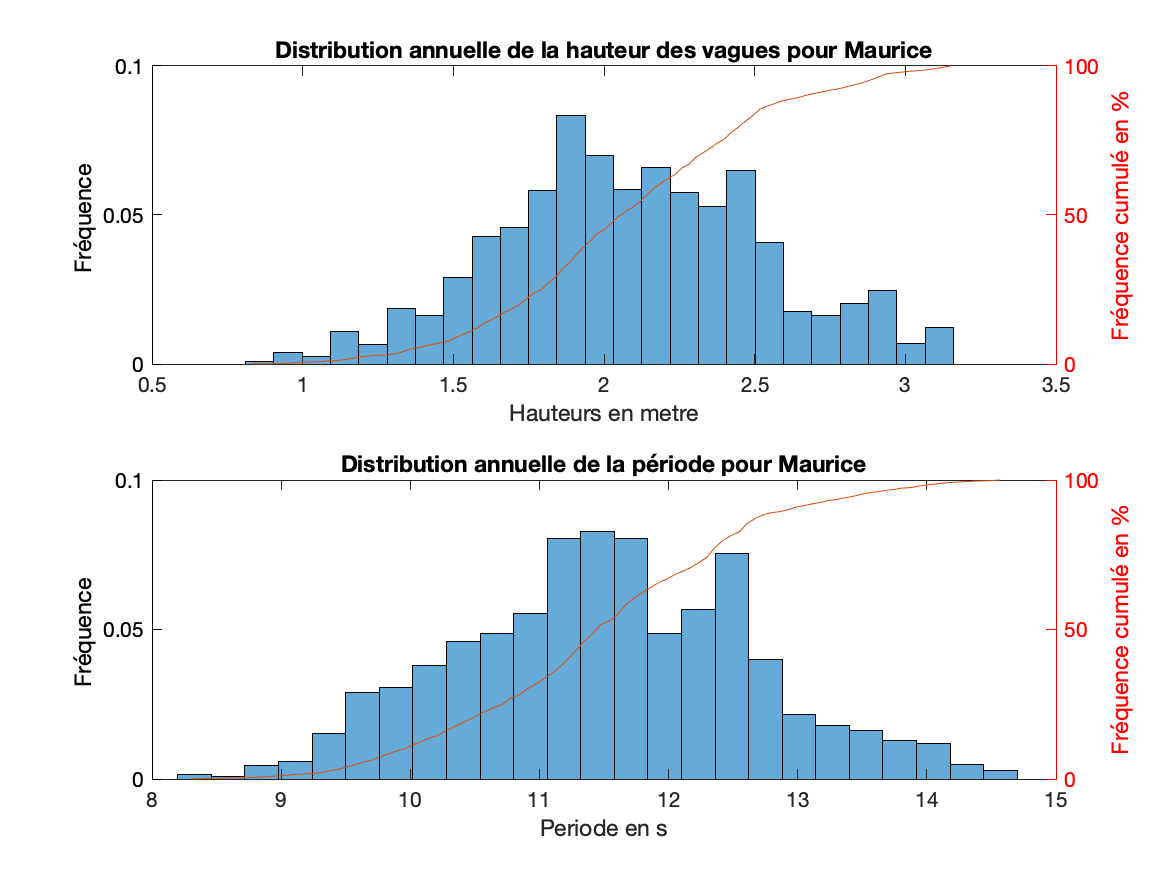 Distribution annuelle de la hauteur des vagues pour Maurice
0.1
100
Fréquence
0.05
50
Fréquence cumulé en %
0
0
0.5 1 1.5 2 2.5 3 3.5
Hauteurs en metre
Distribution annuelle de la période pour Maurice
0.1
100
Fréquence
0.05
50
Fréquence cumulé en %
0
0
8 9 10 11 12 13 14 15
Periode en s